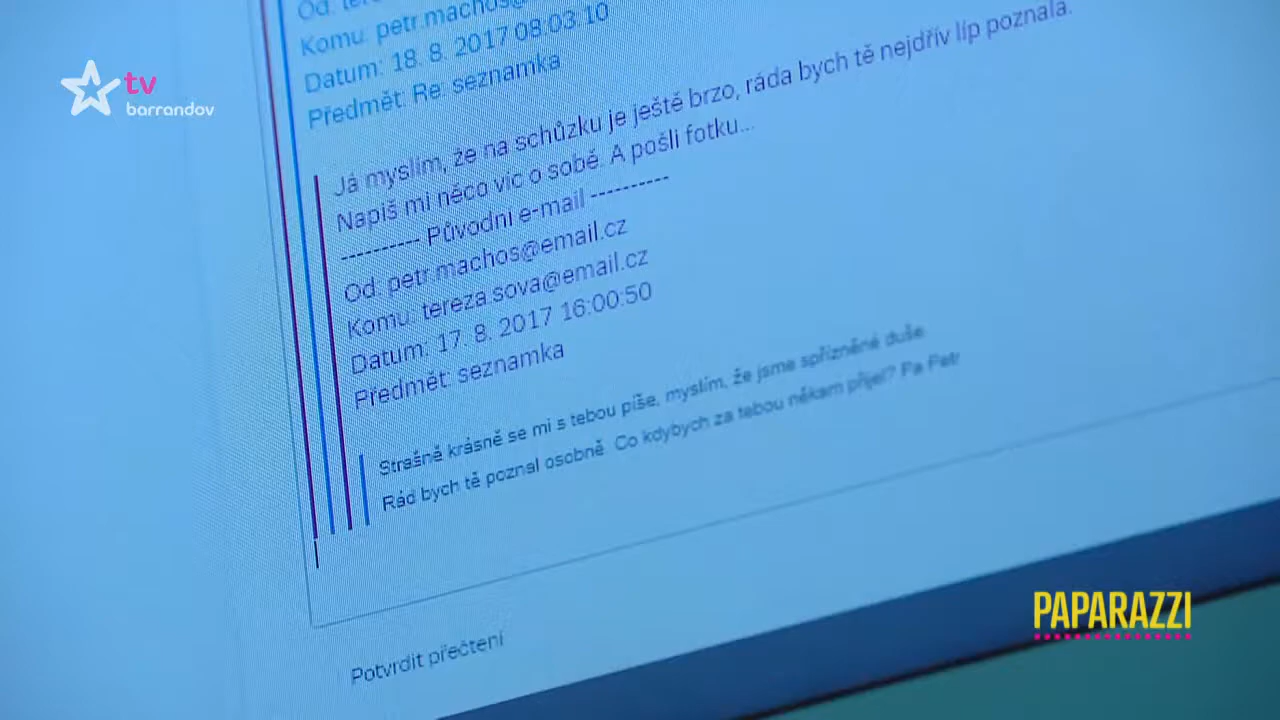 Od:
Komu: petr.machos@
Datum: 18. 8. 2017 08:03:10
Předmět: Re: seznamka
Já myslím, že na schůzku je ještě brzo, ráda bych tě nejdřív líp poznala.
Napiš mi něco víc o sobě. A pošli fotku...
---------- Původní e-mail ----------
Od: petr.machos@email.cz
Komu: tereza.sova@email.cz
Datum: 17. 8. 2017 16:00:50
Předmět: seznamka
Strašně krásně se mi s tebou píše, myslím, že jsme spřízněné duše.
Rád bych tě poznal osobně. Co kdybych za tebou někam přijel? Pa Petr
Potvrdit přečtení
tv
barrandov
PAPARAZZI